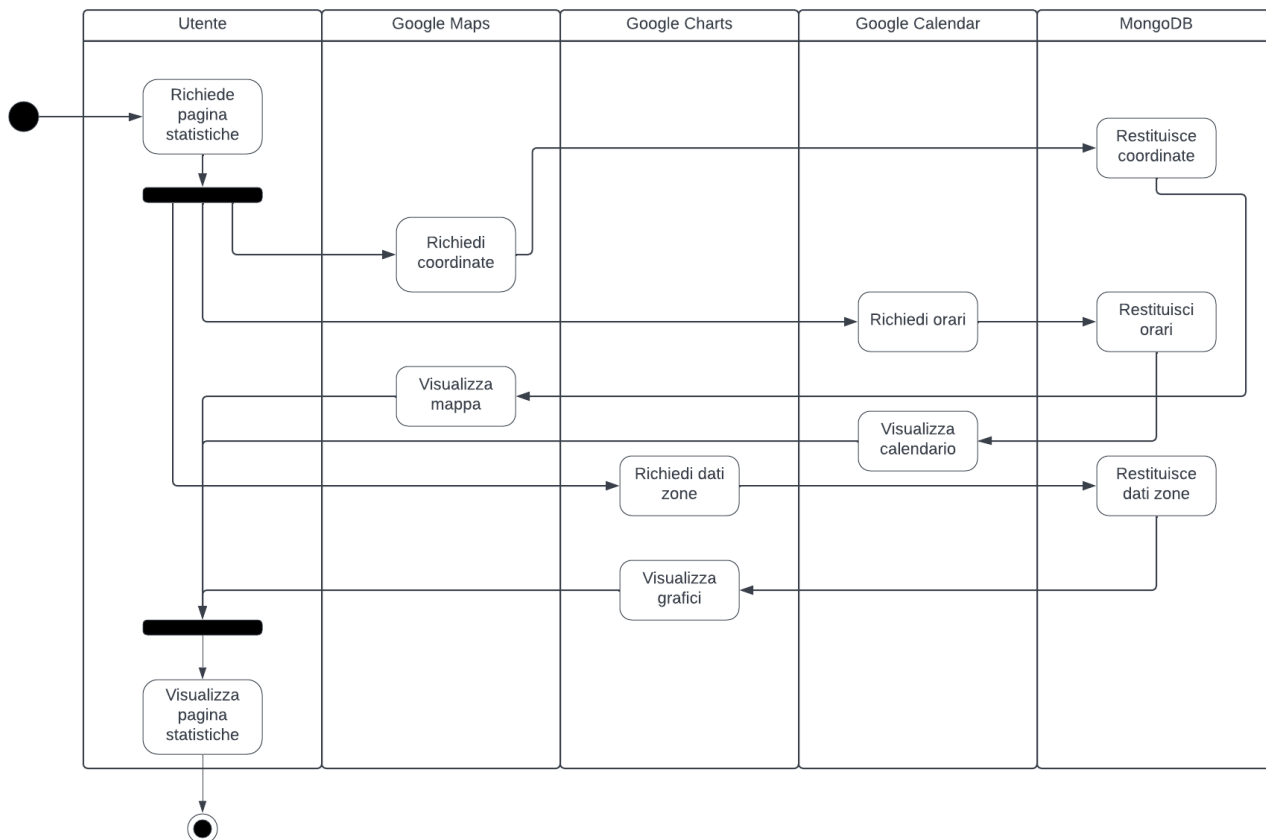 Utente
Google Maps
Google Charts
Google Calendar
MongoDB
Richiede
pagina
statistiche
Restituisce
coordinate
Richiedi
coordinate
Richiedi orari
Restituisci
orari
Visualizza
mappa
Visualizza
calendario
Richiedi dati
zone
Restituisce
dati zone
Visualizza
grafici
Visualizza
pagina
statistiche